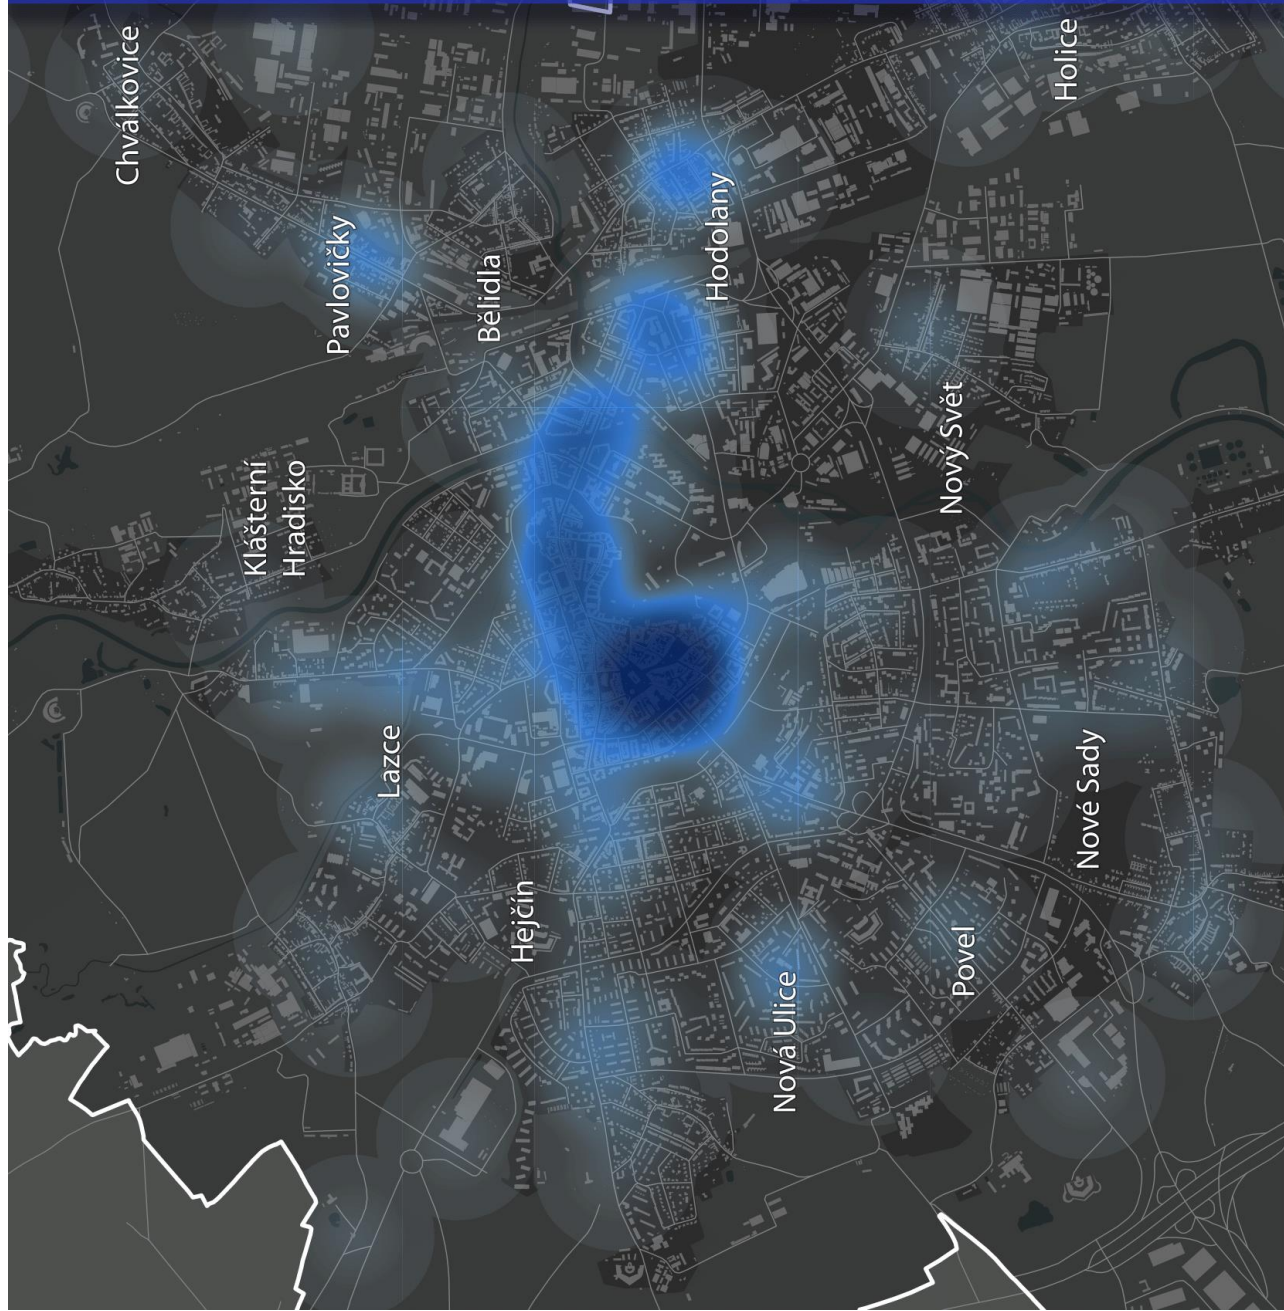 Chválkovice
Pavlovičky
Bělidla
Klášterní
Hradisko
Lazce
Hejčín
Hodolany
Holice
Nový Svět
Nová Ulice
Povel
Nové Sady